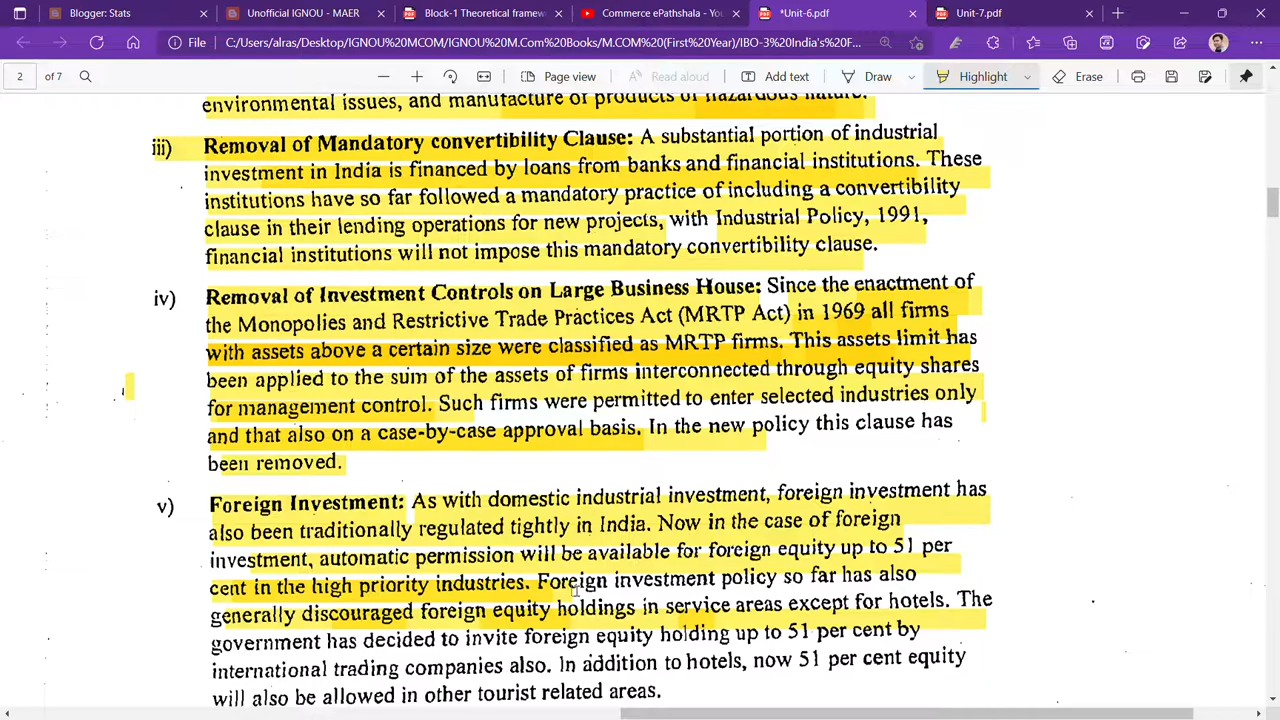 Blogger: Stats
Unofficial IGNOU - MAER
Block-1 Theoretical framew
Commerce ePathshala - You
*Unit-6.pdf
Unit-7.pdf
File
C:/Users/alras/Desktop/IGNOU%20MCOM/IGNOU%20M.Com%20Books/M.COM%20(First%20Year)/IBO-3%20India's%20F...
2 of 7
Page view
Read aloud
Add text
Draw
Highlight
Erase
environmental issues, and manufacture of products of hazardous nature.
iii) Removal of Mandatory convertibility Clause: A substantial portion of industrial
investment in India is financed by loans from banks and financial institutions. These
institutions have so far followed a mandatory practice of including a convertibility
clause in their lending operations for new projects, with Industrial Policy, 1991,
financial institutions will not impose this mandatory convertibility clause.
iv) Removal of Investment Controls on Large Business House: Since the enactment of
the Monopolies and Restrictive Trade Practices Act (MRTP Act) in 1969 all firms
with assets above a certain size were classified as MRTP firms. This assets limit has
been applied to the sum of the assets of firms interconnected through equity shares
for management control. Such firms were permitted to enter selected industries only
and that also on a case-by-case approval basis. In the new policy this clause has
been removed.
v) Foreign Investment: As with domestic industrial investment, foreign investment has
also been traditionally regulated tightly in India. Now in the case of foreign
investment, automatic permission will be available for foreign equity up to 51 per
cent in the high priority industries. Foreign investment policy so far has also
generally discouraged foreign equity holdings in service areas except for hotels. The
government has decided to invite foreign equity holding up to 51 per cent by
international trading companies also. In addition to hotels, now 51 per cent equity
will also be allowed in other tourist related areas.